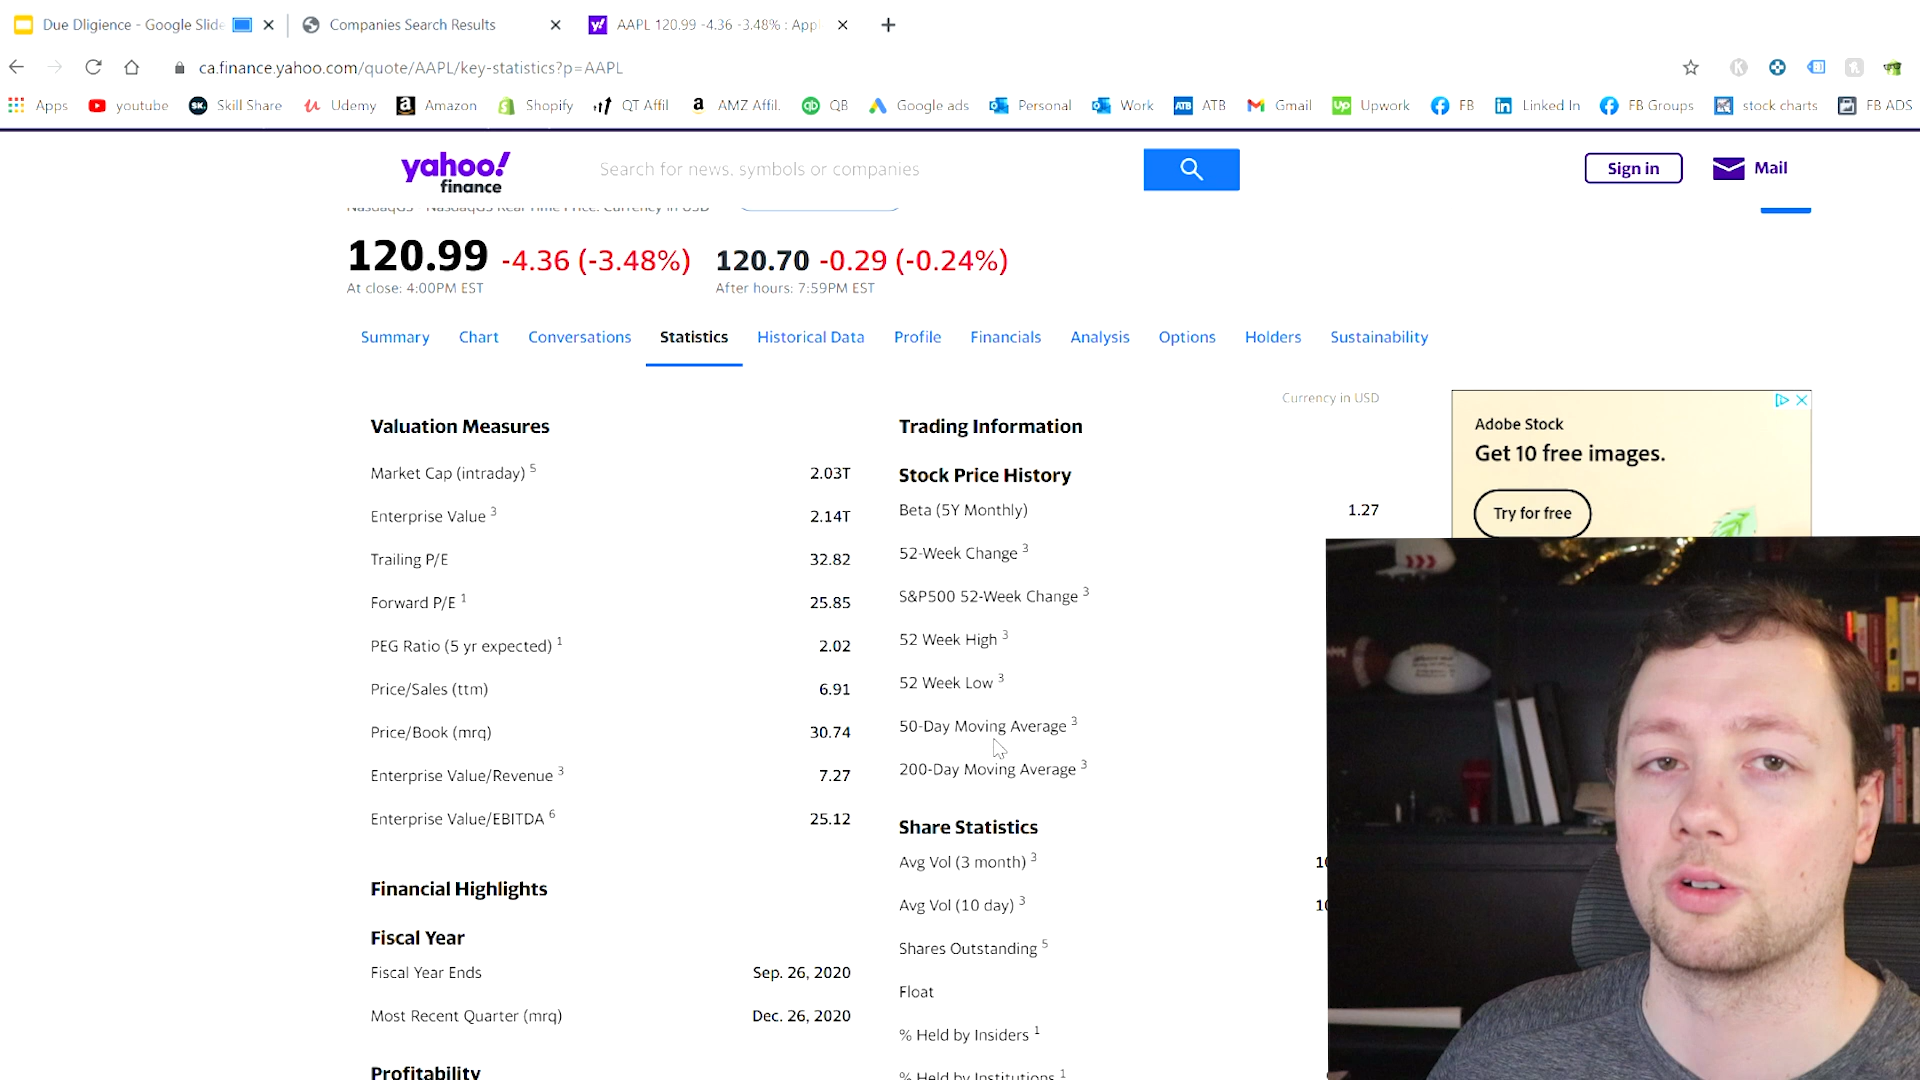 Due Dligience - Google Slide
Companies Search Results
AAPL 120.99 -4.36 -3.48% : App
ca.finance.yahoo.com/quote/AAPL/key-statistics?p=AAPL
Apps youtube Skill Share Udemy Amazon Shopify QT Affil AMZ Affil. QB Google ads Personal Work ATB Gmail Upwork FB Linked In FB Groups stock charts FB ADS
yahoo! finance
Search for news, symbols or companies
Sign in
Mail
NasdaqGS - NasdaqGS Real Time Price. Currency in USD
120.99 -4.36 (-3.48%) 120.70 -0.29 (-0.24%)
At close: 4:00PM EST After hours: 7:59PM EST
Summary Chart Conversations Statistics Historical Data Profile Financials Analysis Options Holders Sustainability
Currency in USD
Valuation Measures
Market Cap (intraday) 5 2.03T
Enterprise Value 3 2.14T
Trailing P/E 32.82
Forward P/E 1 25.85
PEG Ratio (5 yr expected) 1 2.02
Price/Sales (ttm) 6.91
Price/Book (mrq) 30.74
Enterprise Value/Revenue 3 7.27
Enterprise Value/EBITDA 6 25.12
Financial Highlights
Fiscal Year
Fiscal Year Ends Sep. 26, 2020
Most Recent Quarter (mrq) Dec. 26, 2020
Profitability
Trading Information
Stock Price History
Beta (5Y Monthly) 1.27
52-Week Change 3
S&P500 52-Week Change 3
52 Week High 3
52 Week Low 3
50-Day Moving Average 3
200-Day Moving Average 3
Share Statistics
Avg Vol (3 month) 3
Avg Vol (10 day) 3
Shares Outstanding 5
Float
% Held by Insiders 1
% Held by Institutions 1
Adobe Stock
Get 10 free images.
Try for free